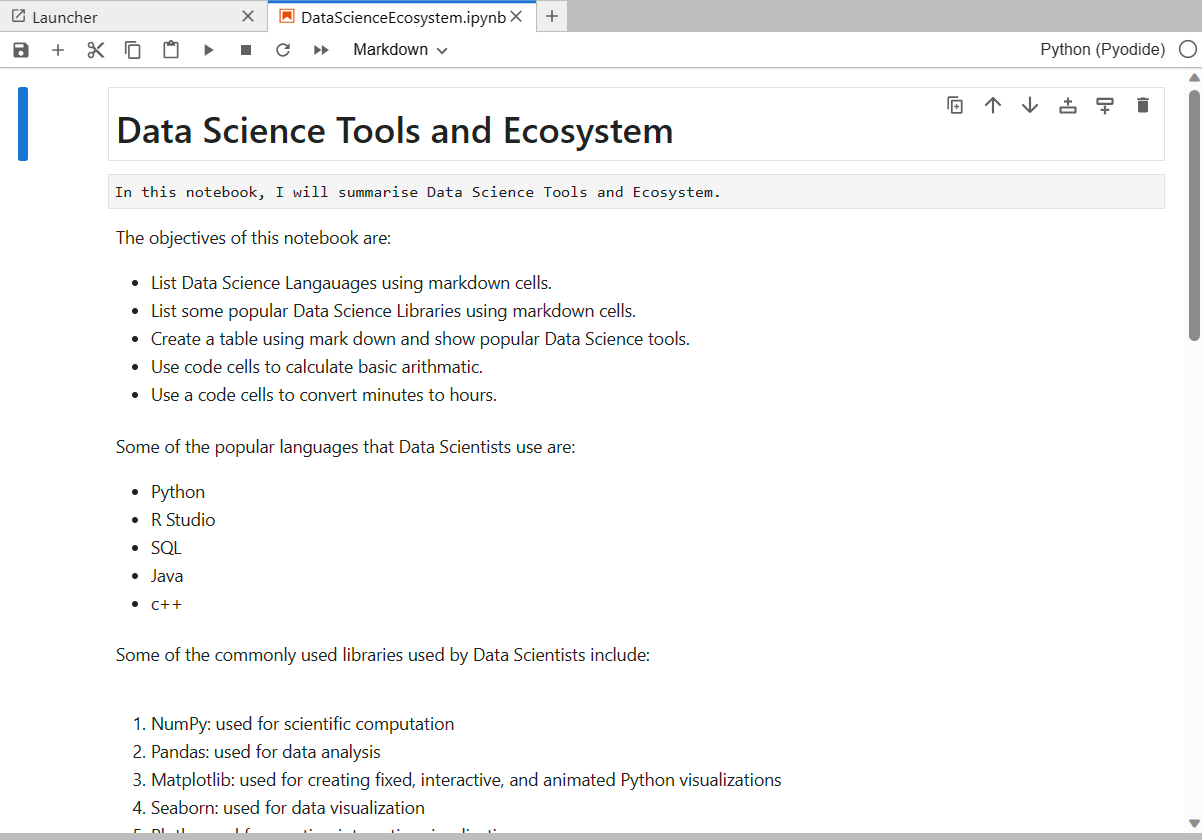 Launcher
DataScienceEcosystem.ipynb
Markdown
Python (Pyodide)
Data Science Tools and Ecosystem
In this notebook, I will summarise Data Science Tools and Ecosystem.
The objectives of this notebook are:
• List Data Science Langauages using markdown cells.
• List some popular Data Science Libraries using markdown cells.
• Create a table using mark down and show popular Data Science tools.
• Use code cells to calculate basic arithmatic.
• Use a code cells to convert minutes to hours.
Some of the popular languages that Data Scientists use are:
• Python
• R Studio
• SQL
• Java
• c++
Some of the commonly used libraries used by Data Scientists include:
1. NumPy: used for scientific computation
2. Pandas: used for data analysis
3. Matplotlib: used for creating fixed, interactive, and animated Python visualizations
4. Seaborn: used for data visualization